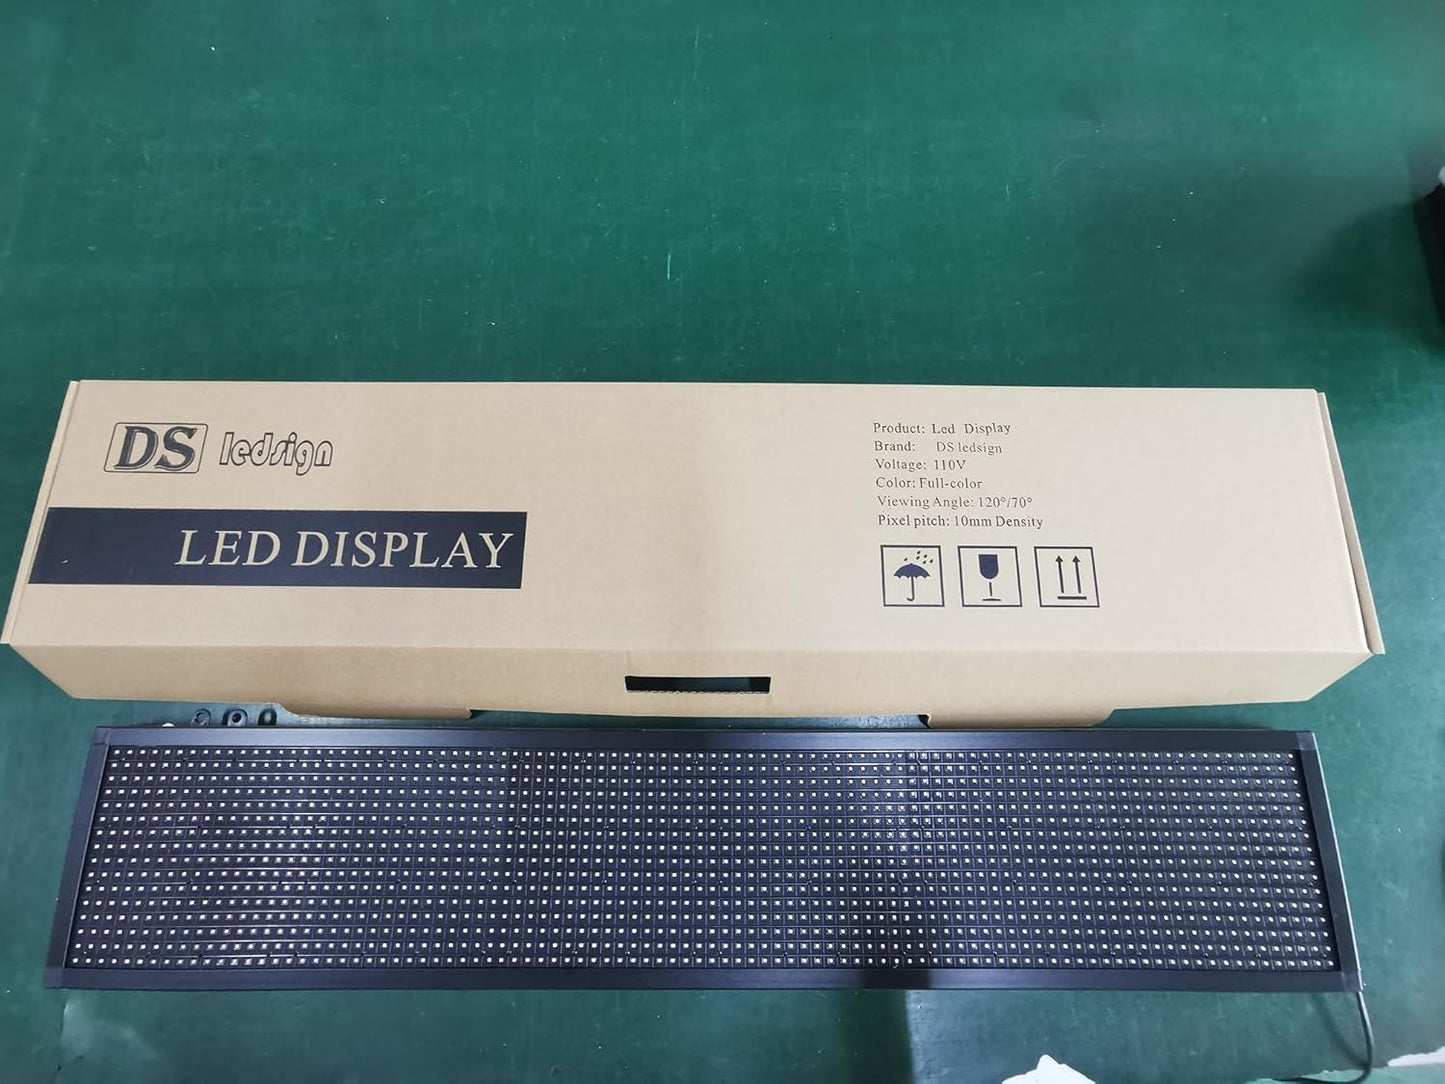 DS ledsign
LED DISPLAY
Product: Led Display
Brand: DS ledsign
Voltage: 110V
Color: Full-color
Viewing Angle: 120°/70°
Pixel pitch: 10mm Density